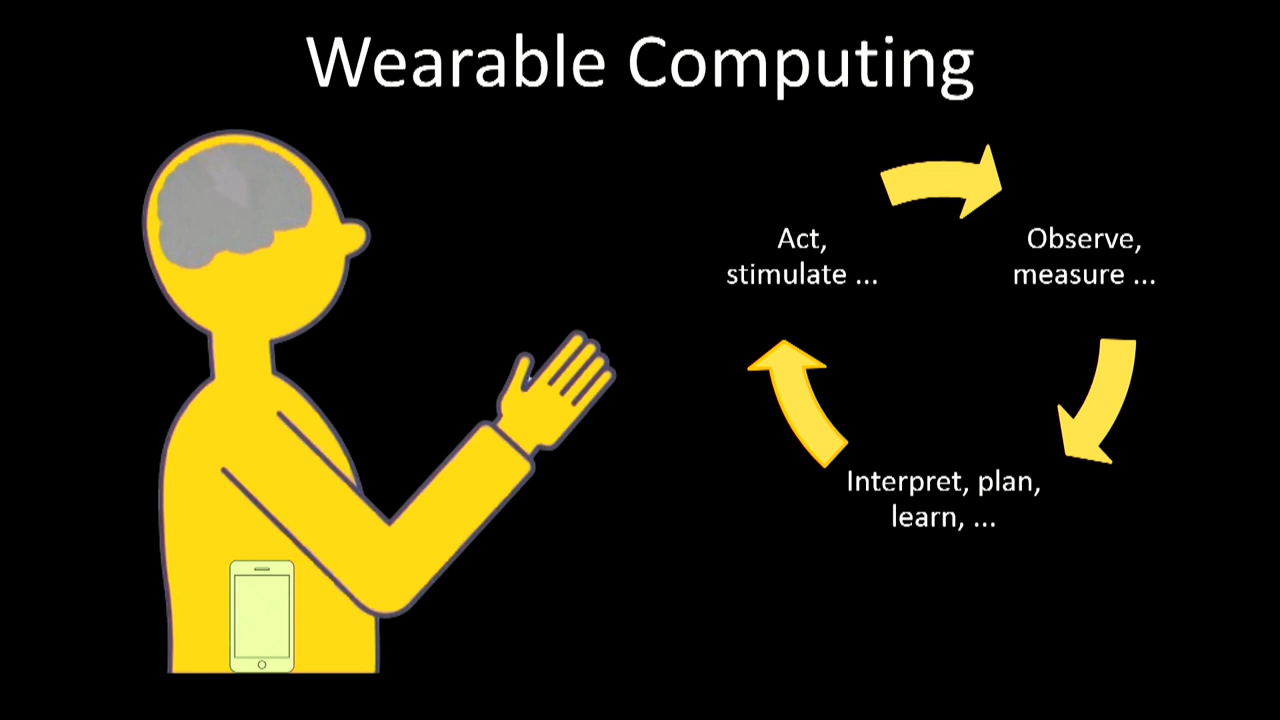 Wearable Computing
Act,
stimulate ...
Observe,
measure ...
Interpret, plan,
learn, ...